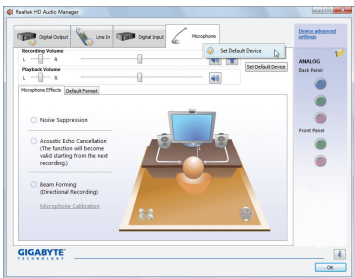 Realtek HD Audio Manager
Digital Output
Line In
Digital Input
Microphone
Device advanced
settings
Set Default Device
Recording Volume
L R
Set Default Device
Playback Volume
L R
ANALOG
Back Panel
Microphone Effects
Default Format
Noise Suppression
Acoustic Echo Cancellation
(The function will become
valid starting from the next
recording.)
Beam Forming
(Directional Recording)
Microphone Calibration
Front Panel
GIGABYTE™
TECHNOLOGY
OK